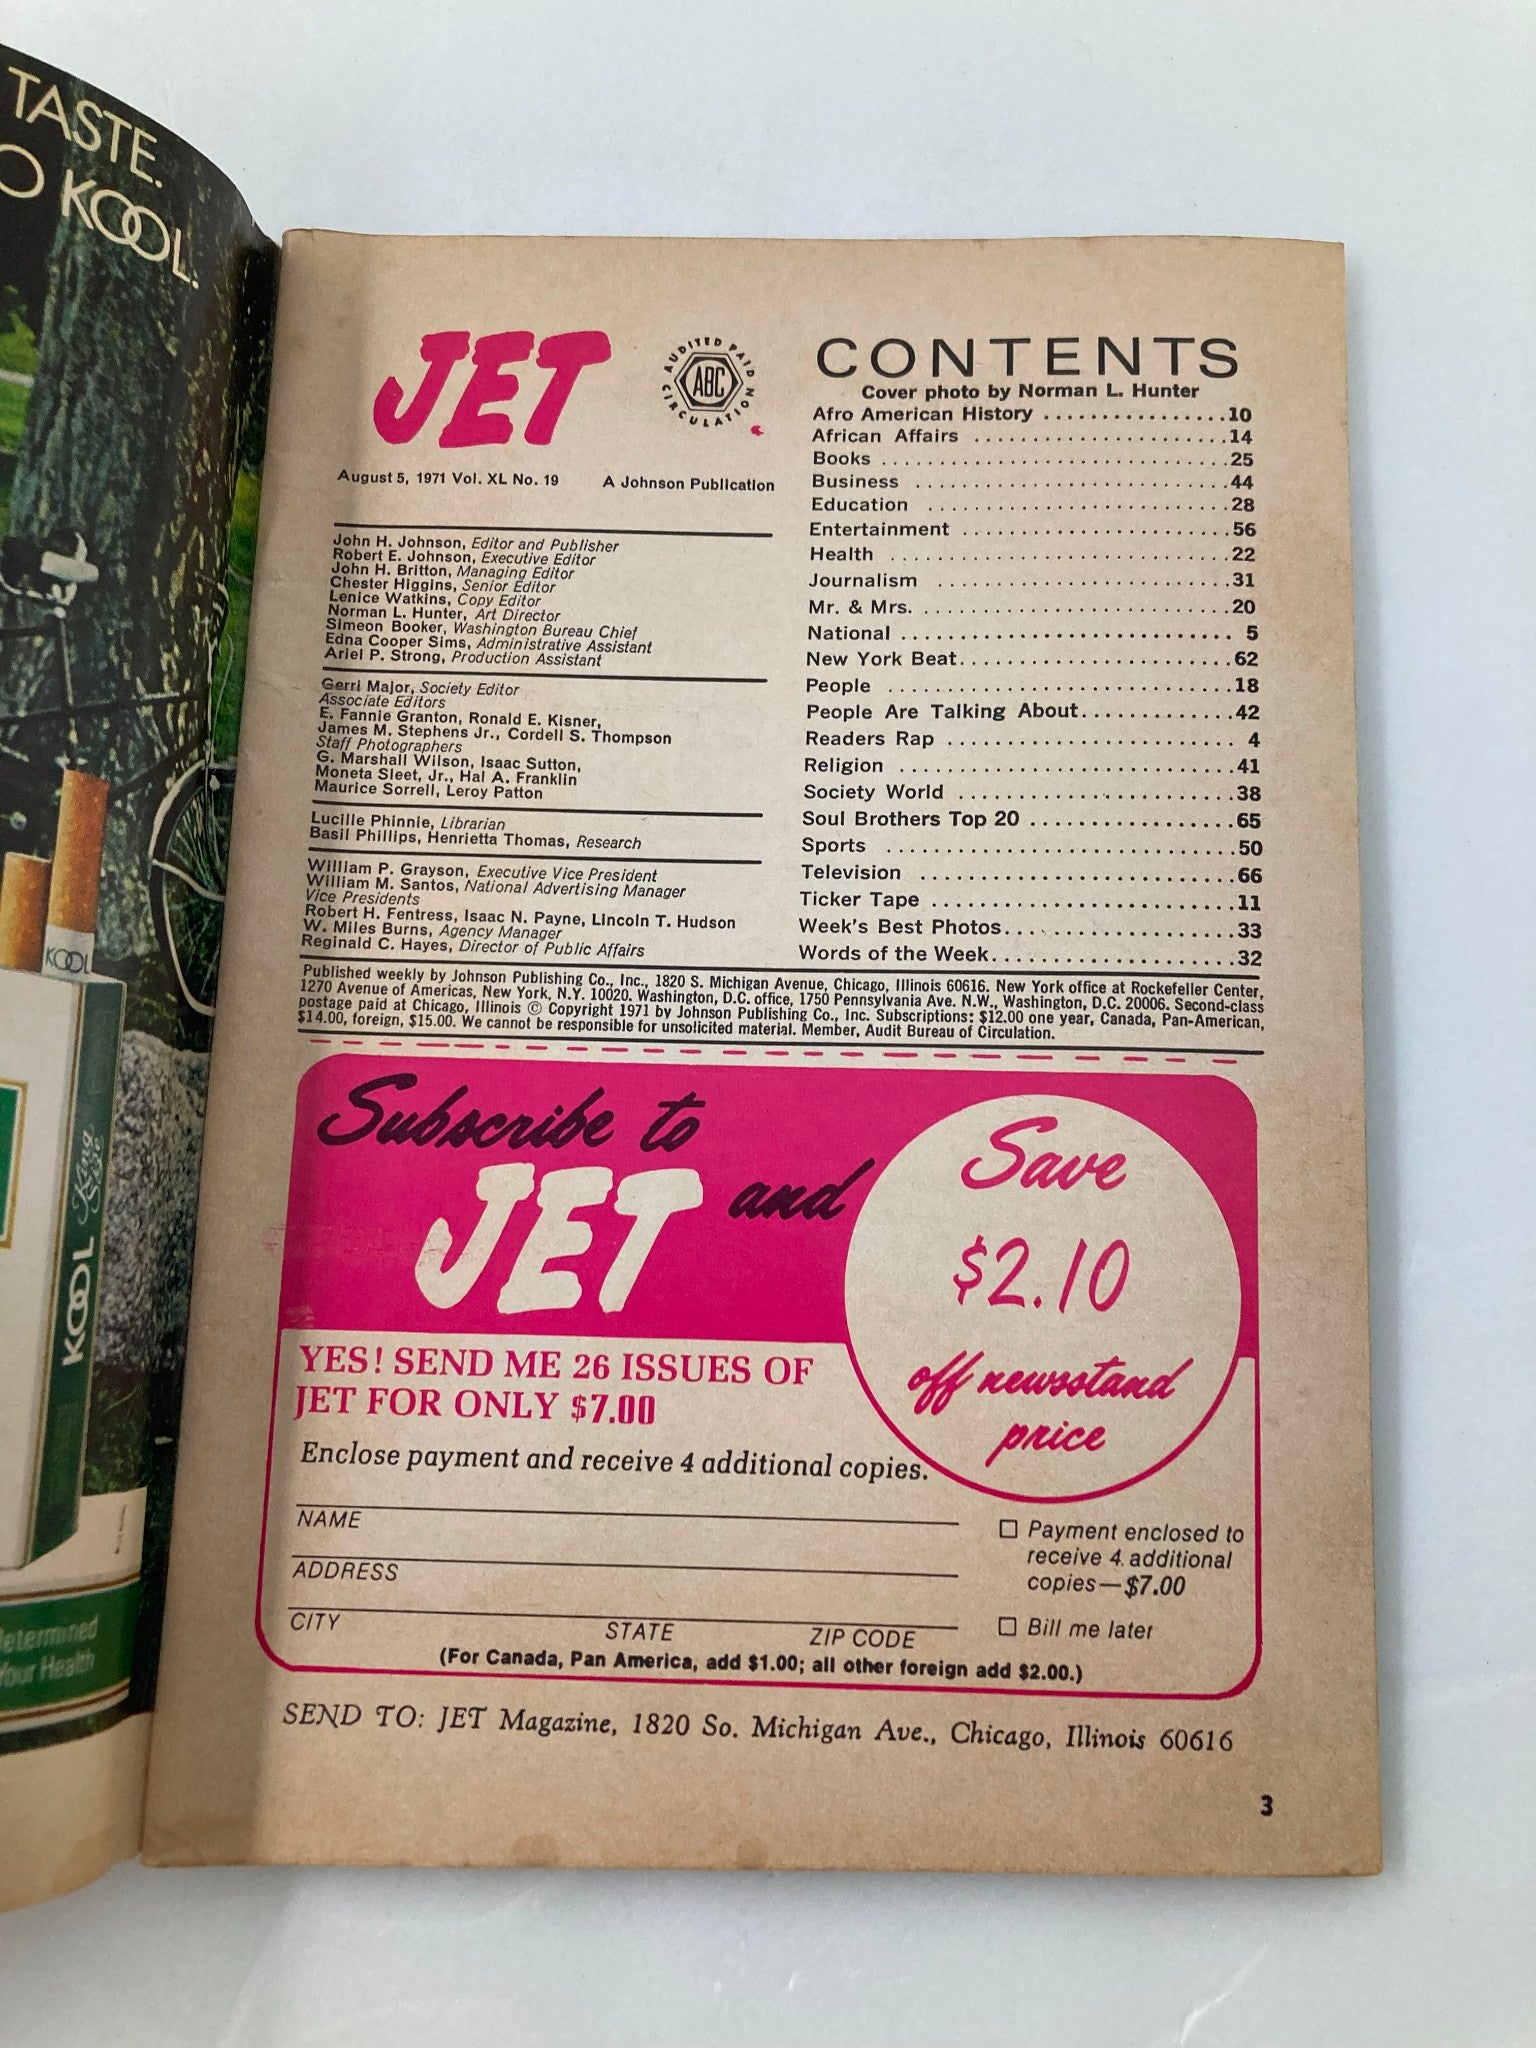 TASTE.
O KOOL.
KOOL
King Size
KOOL
Determined
Your Health
JET
AUDITED PAID CIRCULATION
ABC
August 5, 1971 Vol. XL No. 19 A Johnson Publication
John H. Johnson, Editor and Publisher
Robert E. Johnson, Executive Editor
John H. Britton, Managing Editor
Chester Higgins, Senior Editor
Lenice Watkins, Copy Editor
Norman L. Hunter, Art Director
Simeon Booker, Washington Bureau Chief
Edna Cooper Sims, Administrative Assistant
Ariel P. Strong, Production Assistant
Gerri Major, Society Editor
Associate Editors
E. Fannie Granton, Ronald E. Kisner,
James M. Stephens Jr., Cordell S. Thompson
Staff Photographers
G. Marshall Wilson, Isaac Sutton,
Moneta Sleet, Jr., Hal A. Franklin
Maurice Sorrell, Leroy Patton
Lucille Phinnie, Librarian
Basil Phillips, Henrietta Thomas, Research
William P. Grayson, Executive Vice President
William M. Santos, National Advertising Manager
Vice Presidents
Robert H. Fentress, Isaac N. Payne, Lincoln T. Hudson
W. Miles Burns, Agency Manager
Reginald C. Hayes, Director of Public Affairs
CONTENTS
Cover photo by Norman L. Hunter
Afro American History ................10
African Affairs ......................14
Books ..............................25
Business ...........................44
Education ..........................28
Entertainment .......................56
Health .............................22
Journalism .........................31
Mr. & Mrs. ..........................20
National ............................ 5
New York Beat........................62
People .............................18
People Are Talking About.............42
Readers Rap ......................... 4
Religion ............................41
Society World .......................38
Soul Brothers Top 20 .................65
Sports .............................50
Television ..........................66
Ticker Tape .........................11
Week's Best Photos...................33
Words of the Week....................32
Published weekly by Johnson Publishing Co., Inc., 1820 S. Michigan Avenue, Chicago, Illinois 60616. New York office at Rockefeller Center,
1270 Avenue of Americas, New York, N.Y. 10020. Washington, D.C. office, 1750 Pennsylvania Ave. N.W., Washington, D.C. 20006. Second-class
postage paid at Chicago, Illinois © Copyright 1971 by Johnson Publishing Co., Inc. Subscriptions: $12.00 one year, Canada, Pan-American,
$14.00, foreign, $15.00. We cannot be responsible for unsolicited material. Member, Audit Bureau of Circulation.
Subscribe to
JET and
Save
$2.10
off newsstand
price
YES! SEND ME 26 ISSUES OF
JET FOR ONLY $7.00
Enclose payment and receive 4 additional copies.
NAME
ADDRESS
CITY STATE ZIP CODE
☐ Payment enclosed to
receive 4 additional
copies—$7.00
☐ Bill me later
(For Canada, Pan America, add $1.00; all other foreign add $2.00.)
SEND TO: JET Magazine, 1820 So. Michigan Ave., Chicago, Illinois 60616
3